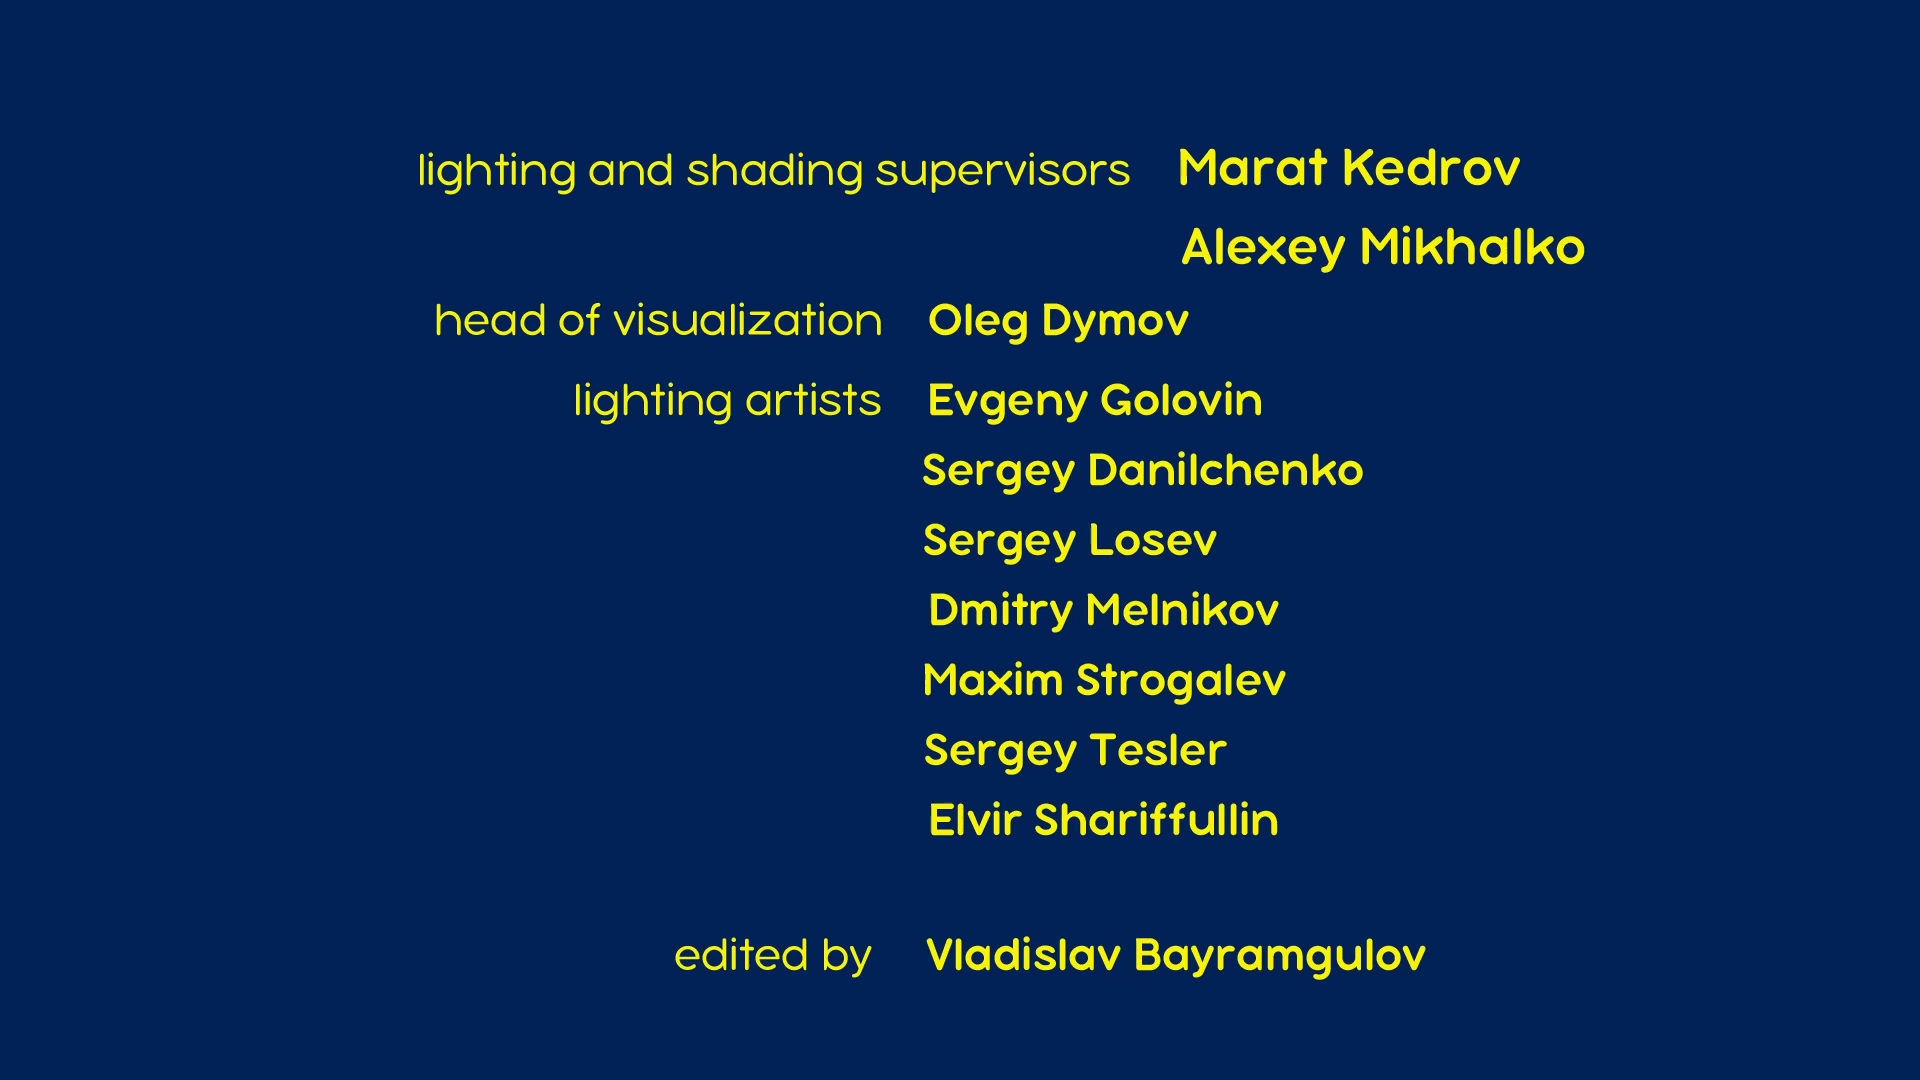 lighting and shading supervisors Marat Kedrov
Alexey Mikhalko
head of visualization Oleg Dymov
lighting artists Evgeny Golovin
Sergey Danilchenko
Sergey Losev
Dmitry Melnikov
Maxim Strogalev
Sergey Tesler
Elvir Shariffullin
edited by Vladislav Bayramgulov